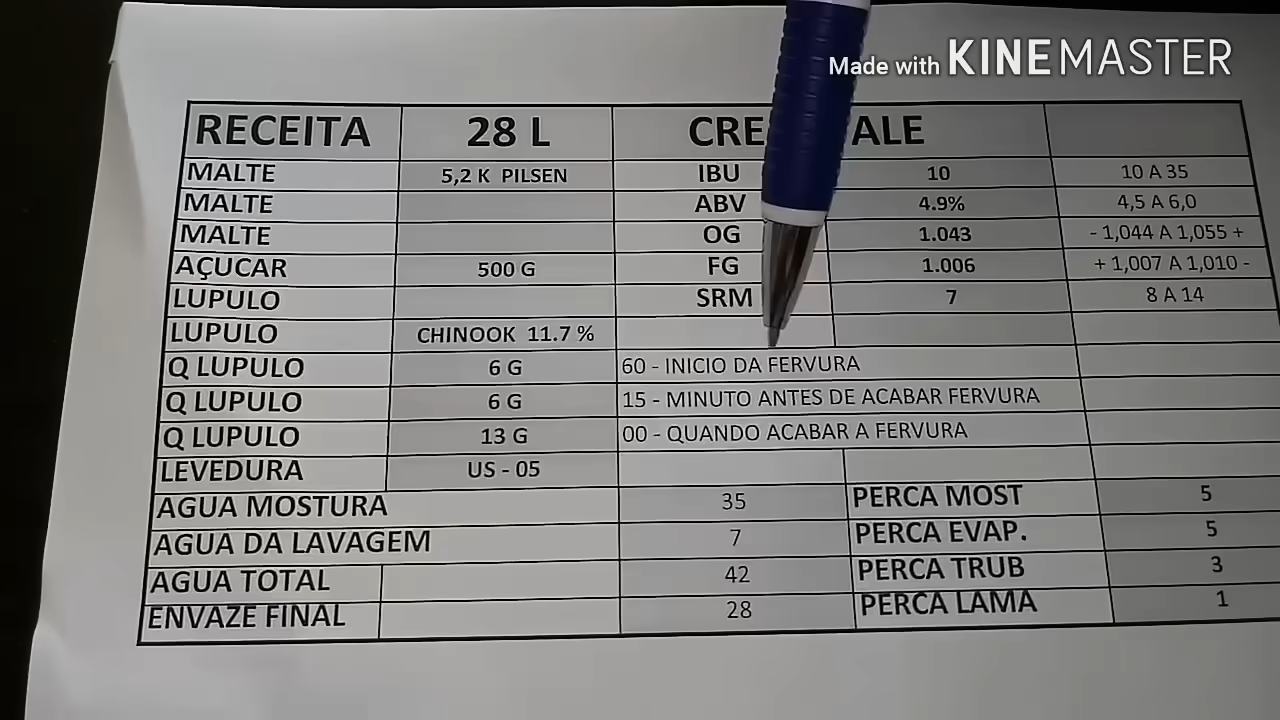 Made with KINEMASTER
RECEITA 28 L CRE ALE
MALTE 5,2 K PILSEN IBU 10 10 A 35
MALTE ABV 4.9% 4,5 A 6,0
MALTE OG 1.043 - 1,044 A 1,055 +
AÇUCAR 500 G FG 1.006 + 1,007 A 1,010 -
LUPULO SRM 7 8 A 14
LUPULO CHINOOK 11.7 %
Q LUPULO 6 G 60 - INICIO DA FERVURA
Q LUPULO 6 G 15 - MINUTO ANTES DE ACABAR FERVURA
Q LUPULO 13 G 00 - QUANDO ACABAR A FERVURA
LEVEDURA US - 05
AGUA MOSTURA 35 PERCA MOST 5
AGUA DA LAVAGEM 7 PERCA EVAP. 5
AGUA TOTAL 42 PERCA TRUB 3
ENVAZE FINAL 28 PERCA LAMA 1